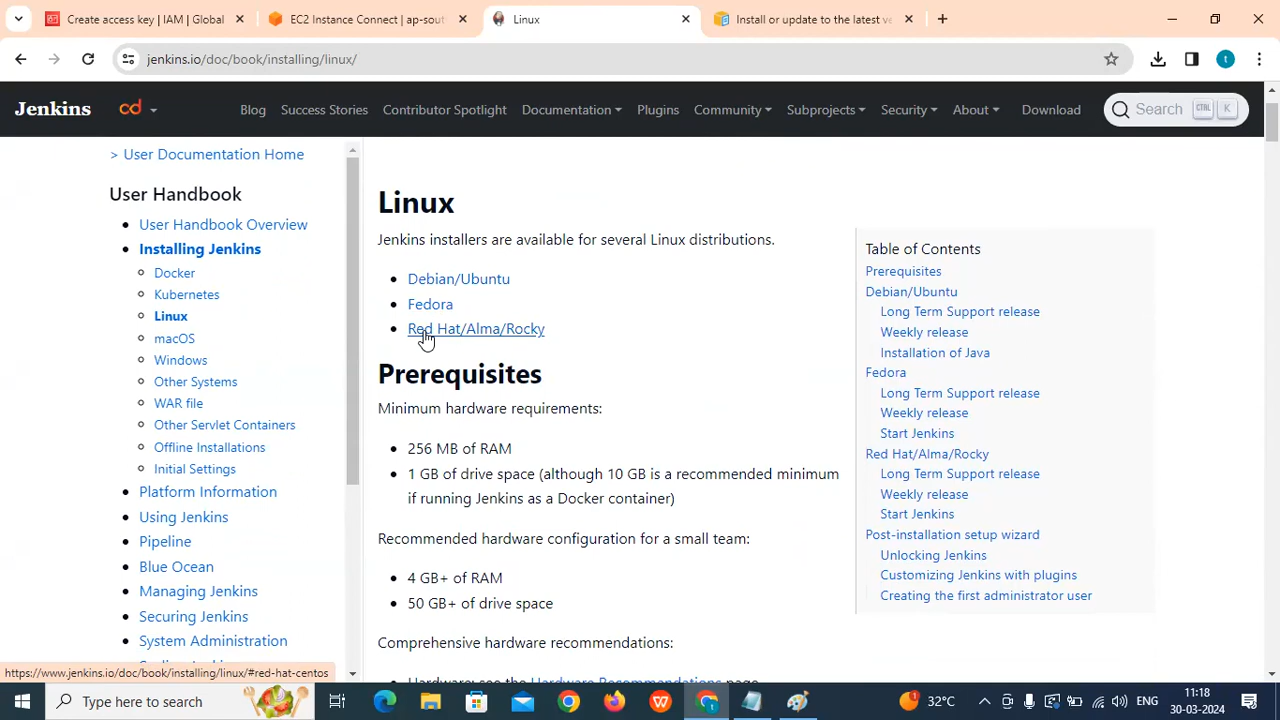 Create access key | IAM | Global
EC2 Instance Connect | ap-sout
Linux
Install or update to the latest ve
jenkins.io/doc/book/installing/linux/
t
Jenkins
cd
Blog
Success Stories
Contributor Spotlight
Documentation
Plugins
Community
Subprojects
Security
About
Download
Search
CTRL
K
> User Documentation Home
User Handbook
User Handbook Overview
Installing Jenkins
Docker
Kubernetes
Linux
macOS
Windows
Other Systems
WAR file
Other Servlet Containers
Offline Installations
Initial Settings
Platform Information
Using Jenkins
Pipeline
Blue Ocean
Managing Jenkins
Securing Jenkins
System Administration
Linux
Jenkins installers are available for several Linux distributions.
Debian/Ubuntu
Fedora
Red Hat/Alma/Rocky
Prerequisites
Minimum hardware requirements:
256 MB of RAM
1 GB of drive space (although 10 GB is a recommended minimum
if running Jenkins as a Docker container)
Recommended hardware configuration for a small team:
4 GB+ of RAM
50 GB+ of drive space
Comprehensive hardware recommendations:
Hardware: see the Hardware Recommendations page
Table of Contents
Prerequisites
Debian/Ubuntu
Long Term Support release
Weekly release
Installation of Java
Fedora
Long Term Support release
Weekly release
Start Jenkins
Red Hat/Alma/Rocky
Long Term Support release
Weekly release
Start Jenkins
Post-installation setup wizard
Unlocking Jenkins
Customizing Jenkins with plugins
Creating the first administrator user
https://www.jenkins.io/doc/book/installing/linux/#red-hat-centos
Type here to search
32°C
ENG
11:18
30-03-2024